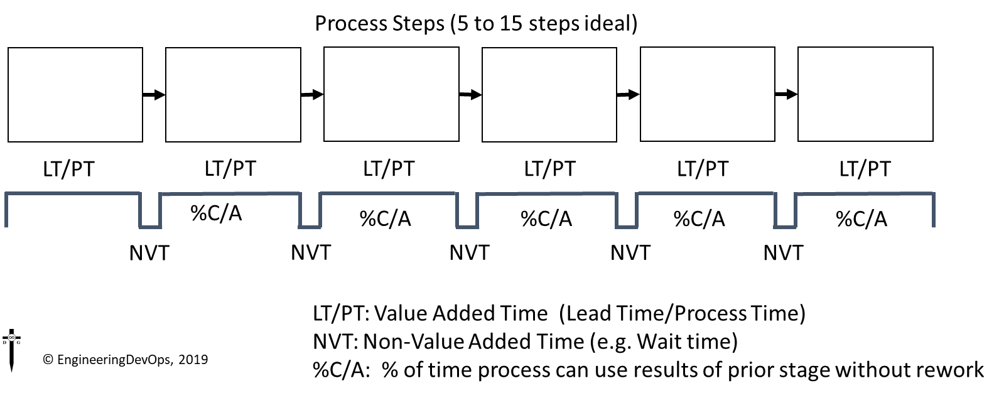 Process Steps (5 to 15 steps ideal)
LT/PT LT/PT LT/PT LT/PT LT/PT LT/PT
%C/A %C/A %C/A %C/A %C/A
NVT NVT NVT NVT NVT
LT/PT: Value Added Time (Lead Time/Process Time)
NVT: Non-Value Added Time (e.g. Wait time)
%C/A: % of time process can use results of prior stage without rework
D G
© EngineeringDevOps, 2019